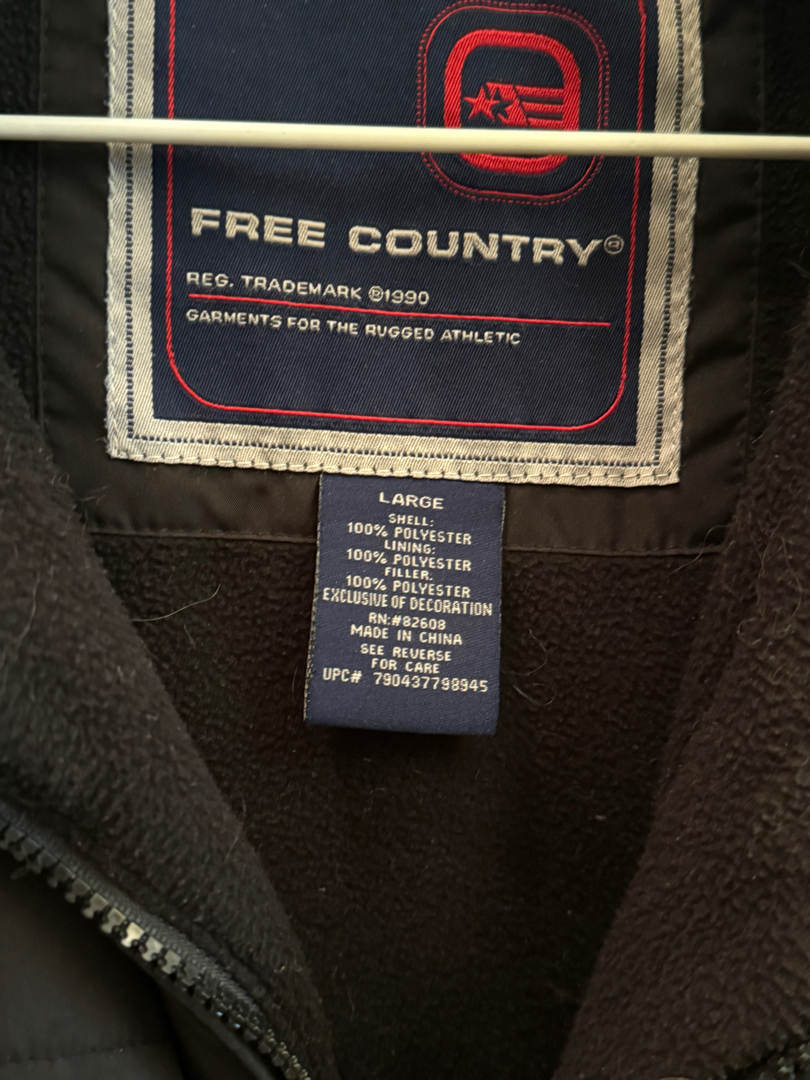 FREE COUNTRY®
REG. TRADEMARK ®1990
GARMENTS FOR THE RUGGED ATHLETIC
LARGE
SHELL:
100% POLYESTER
LINING:
100% POLYESTER
FILLER:
100% POLYESTER
EXCLUSIVE OF DECORATION
RN:#82608
MADE IN CHINA
SEE REVERSE
FOR CARE
UPC# 790437798945